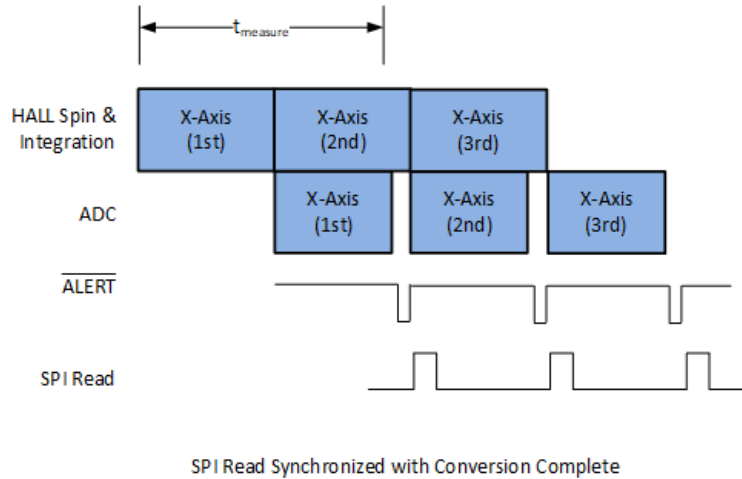 tmeasure
HALL Spin &
Integration
X-Axis
(1st)
X-Axis
(2nd)
X-Axis
(3rd)
ADC
X-Axis
(1st)
X-Axis
(2nd)
X-Axis
(3rd)
ALERT
SPI Read
SPI Read Synchronized with Conversion Complete